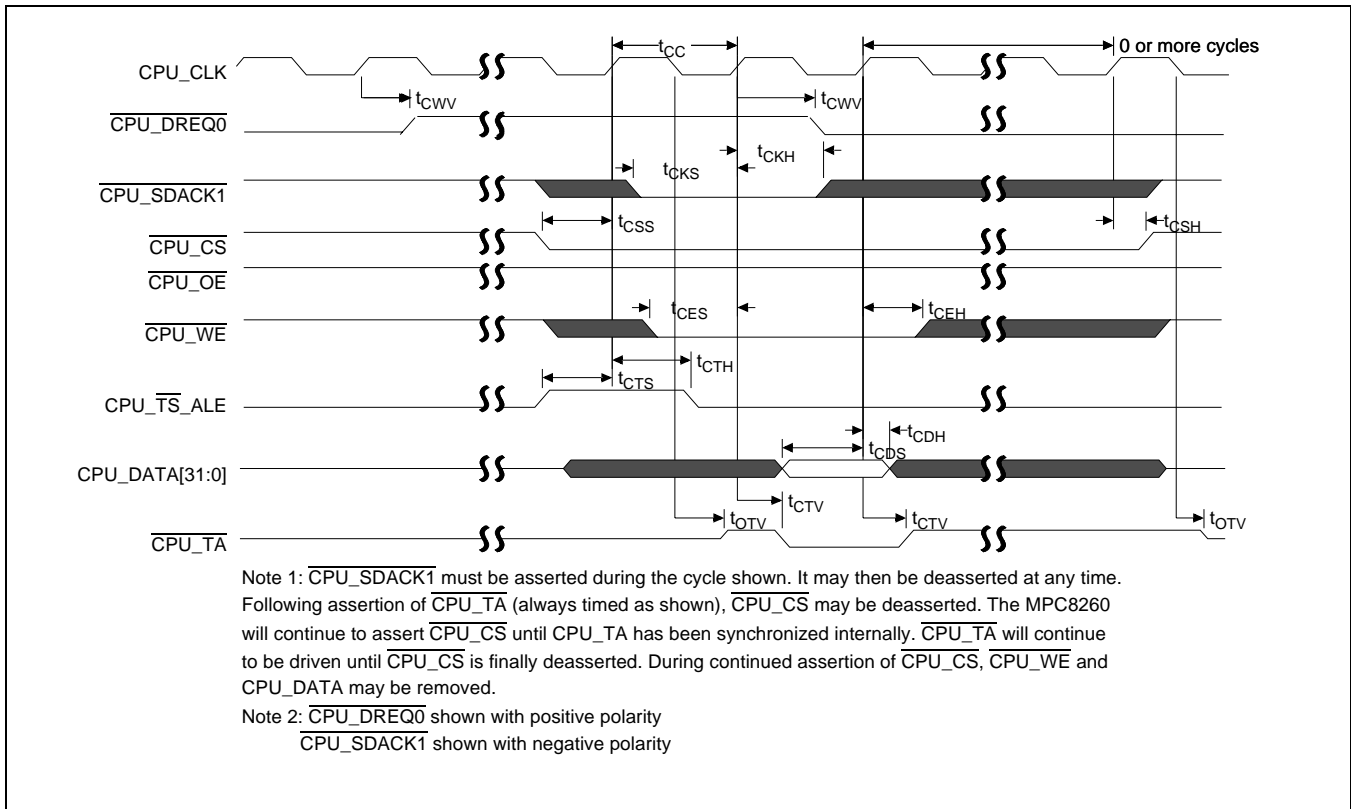 t_CC
0 or more cycles
CPU_CLK
t_CWV t_CWV
CPU_DREQ0
t_CKS t_CKH
CPU_SDACK1
t_CSS t_CSH
CPU_CS
CPU_OE
t_CES t_CEH
CPU_WE
t_CTS t_CTH
CPU_TS_ALE
t_CDS t_CDH
CPU_DATA[31:0]
t_OTV t_CTV t_CTV t_OTV
CPU_TA
Note 1: CPU_SDACK1 must be asserted during the cycle shown. It may then be deasserted at any time.
Following assertion of CPU_TA (always timed as shown), CPU_CS may be deasserted. The MPC8260
will continue to assert CPU_CS until CPU_TA has been synchronized internally. CPU_TA will continue
to be driven until CPU_CS is finally deasserted. During continued assertion of CPU_CS, CPU_WE and
CPU_DATA may be removed.
Note 2: CPU_DREQ0 shown with positive polarity
CPU_SDACK1 shown with negative polarity